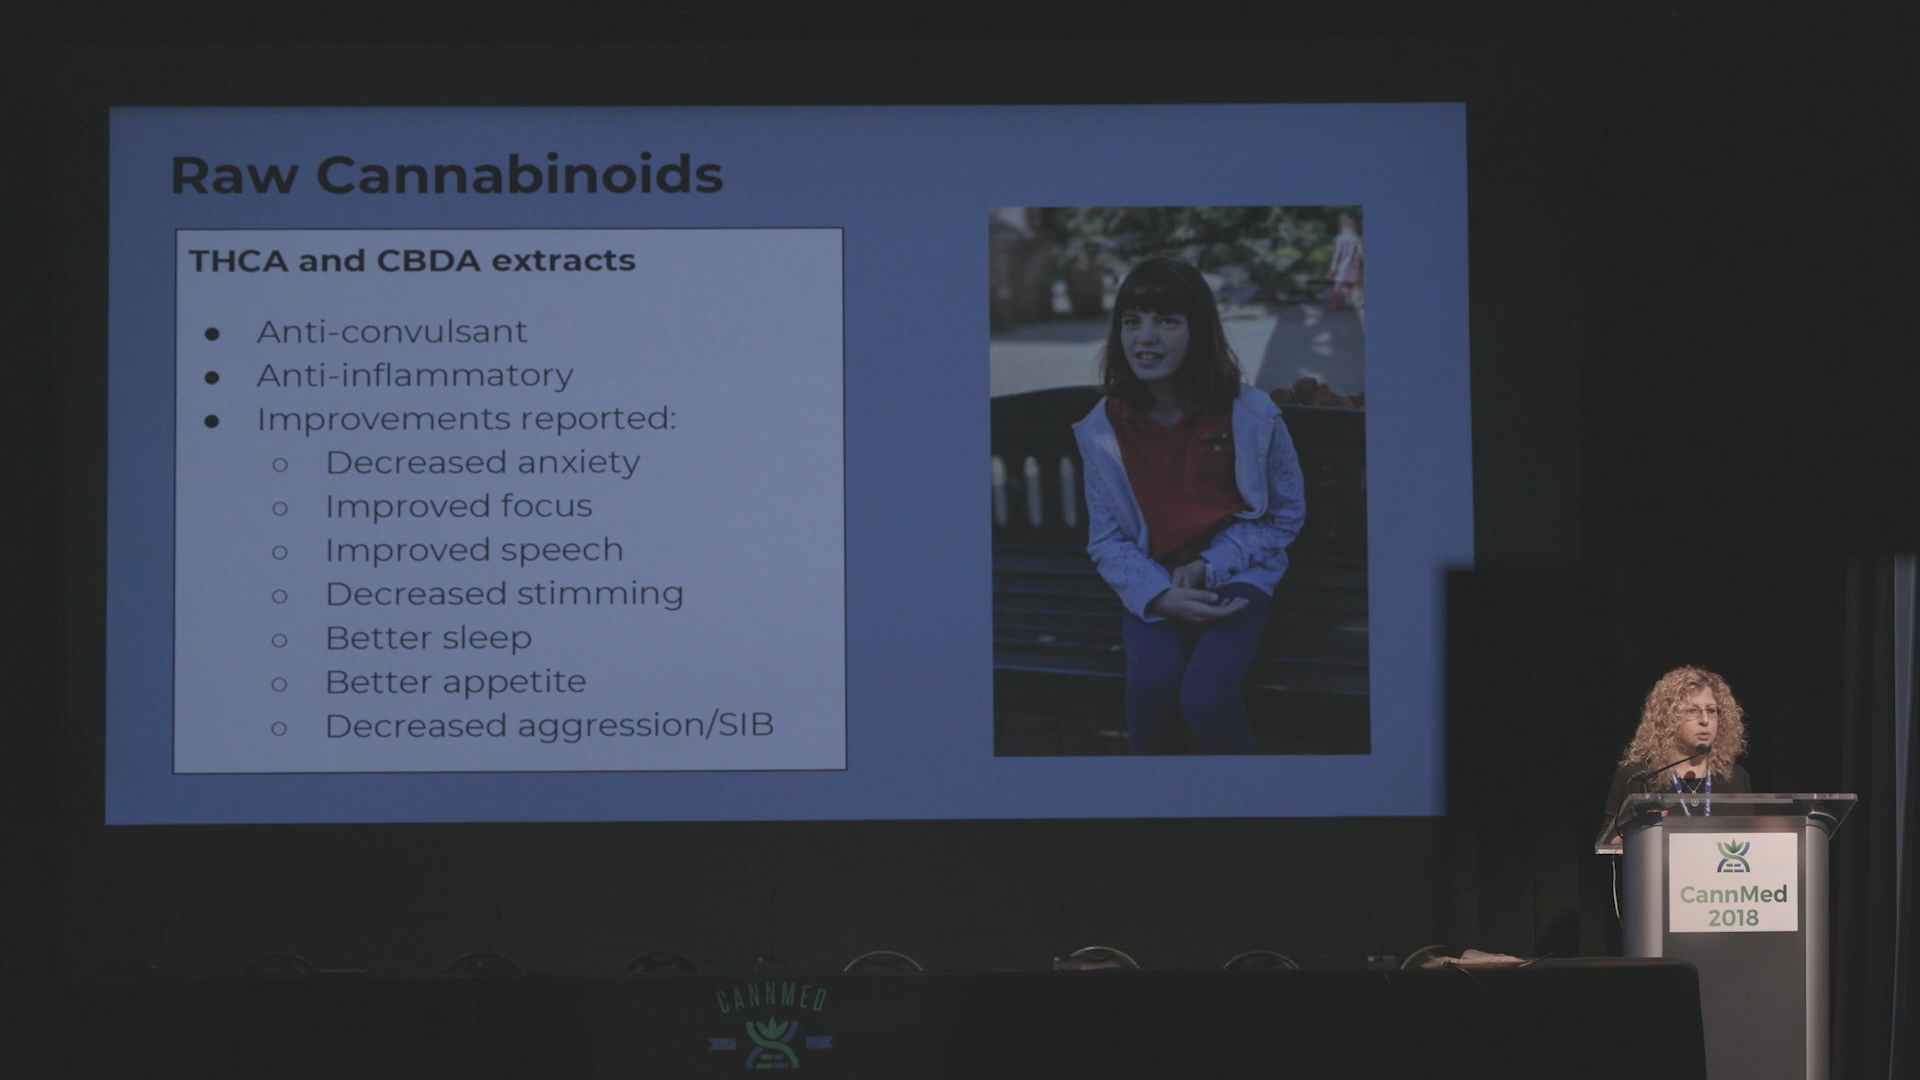 Raw Cannabinoids
THCA and CBDA extracts
● Anti-convulsant
● Anti-inflammatory
● Improvements reported:
○ Decreased anxiety
○ Improved focus
○ Improved speech
○ Decreased stimming
○ Better sleep
○ Better appetite
○ Decreased aggression/SIB
CannMed
2018
CANNMED